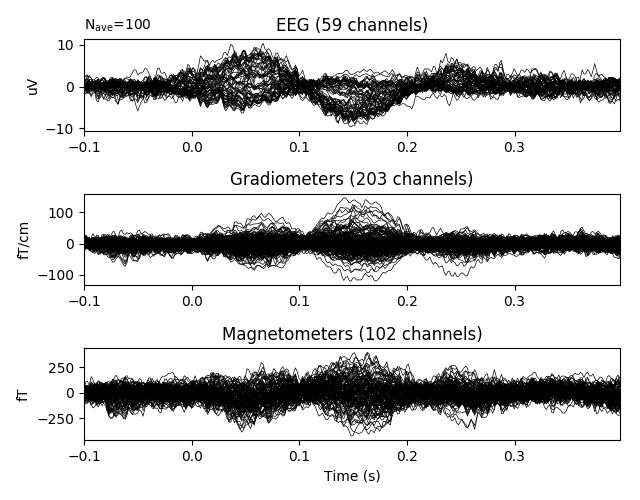 N_ave=100
EEG (59 channels)
10
0
−10
uV
−0.1 0.0 0.1 0.2 0.3
Gradiometers (203 channels)
100
0
−100
fT/cm
−0.1 0.0 0.1 0.2 0.3
Magnetometers (102 channels)
250
0
−250
fT
−0.1 0.0 0.1 0.2 0.3
Time (s)